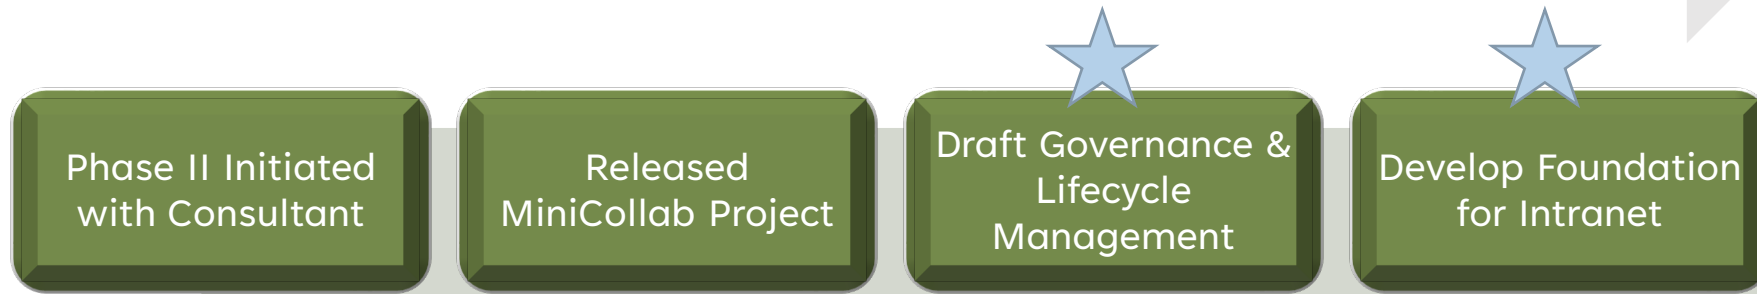 Phase II Initiated
with Consultant
Released
MiniCollab Project
Draft Governance &
Lifecycle
Management
Develop Foundation
for Intranet